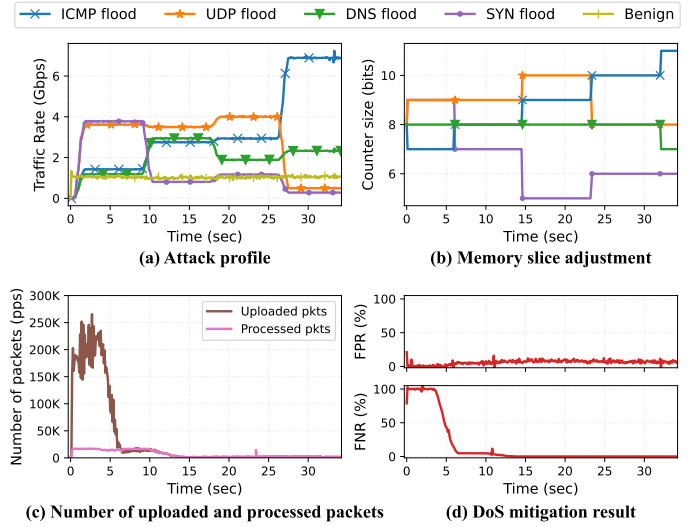 ICMP flood UDP flood DNS flood SYN flood Benign
Traffic Rate (Gbps)
6
4
2
0
0 5 10 15 20 25 30
Time (sec)
(a) Attack profile
Counter size (bits)
10
8
6
0 5 10 15 20 25 30
Time (sec)
(b) Memory slice adjustment
Number of packets (pps)
300K
250K
200K
150K
100K
50K
0
Uploaded pkts
Processed pkts
0 5 10 15 20 25 30
Time (sec)
(c) Number of uploaded and processed packets
FPR (%)
100
50
0
FNR (%)
100
50
0
0 5 10 15 20 25 30
Time (sec)
(d) DoS mitigation result